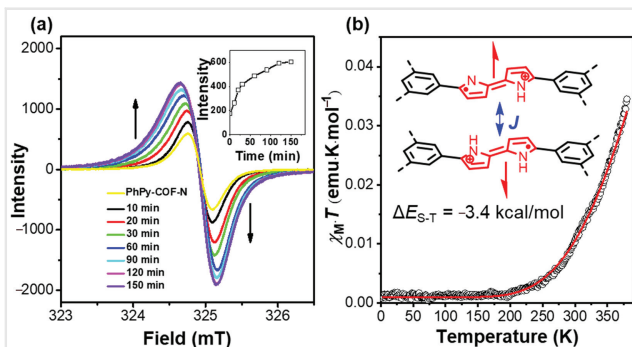 (a)
2000
1000
0
−1000
−2000
Intensity
323
324
325
326
Field (mT)
PhPy-COF-N
10 min
20 min
30 min
60 min
90 min
120 min
150 min
600
400
200
0
Intensity
0 50 100 150
Time (min)
(b)
0.04
0.03
0.02
0.01
0.00
χM·T (emu·K·mol−1)
0 50 100 150 200 250 300 350
Temperature (K)
N
N
H
J
H
N
N
H
ΔES-T = −3.4 kcal/mol